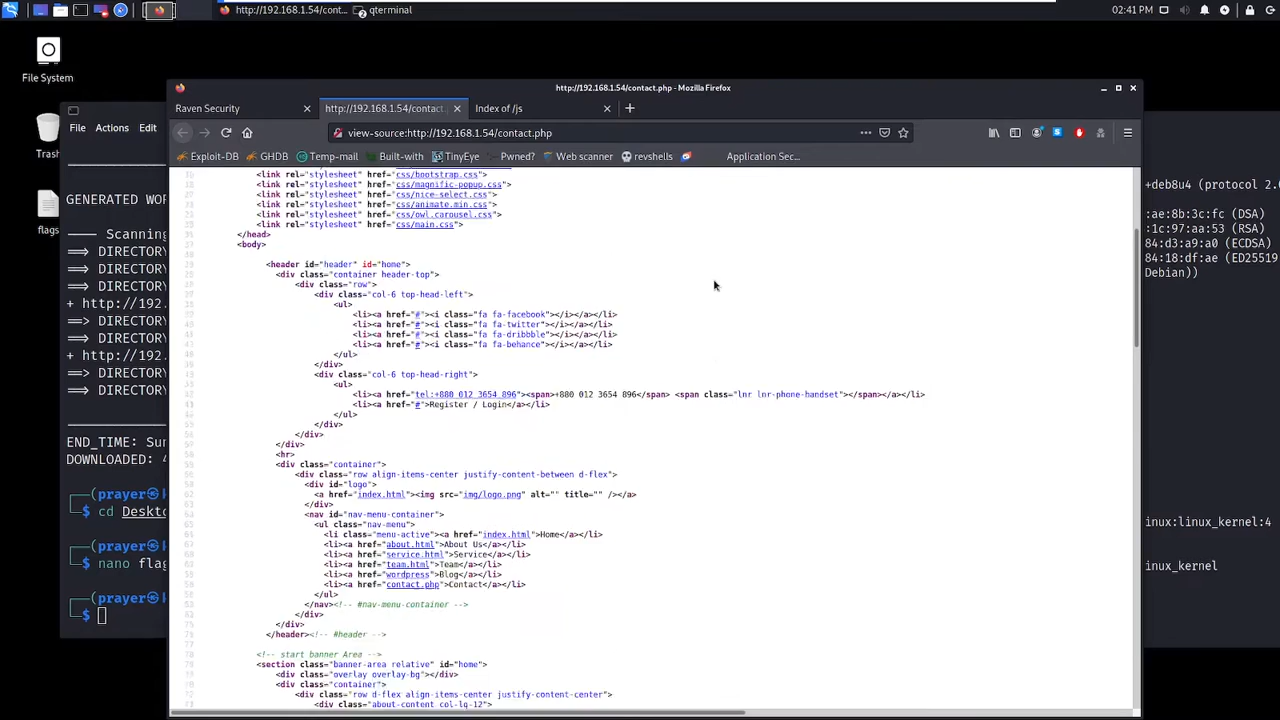 http://192.168.1.54/cont...
qterminal
02:41 PM
File System
http://192.168.1.54/contact.php - Mozilla Firefox
Raven Security
http://192.168.1.54/contact.
Index of /js
File Actions Edit
view-source:http://192.168.1.54/contact.php
Trash
Exploit-DB GHDB Temp-mail Built-with TinyEye Pwned? Web scanner revshells Application Sec...
<link rel="stylesheet" href="css/bootstrap.css">
<link rel="stylesheet" href="css/magnific-popup.css">
<link rel="stylesheet" href="css/nice-select.css">
<link rel="stylesheet" href="css/animate.min.css">
<link rel="stylesheet" href="css/owl.carousel.css">
<link rel="stylesheet" href="css/main.css">
</head>
<body>
<header id="header" id="home">
<div class="container header-top">
<div class="row">
<div class="col-6 top-head-left">
<ul>
<li><a href="#"><i class="fa fa-facebook"></i></a></li>
<li><a href="#"><i class="fa fa-twitter"></i></a></li>
<li><a href="#"><i class="fa fa-dribbble"></i></a></li>
<li><a href="#"><i class="fa fa-behance"></i></a></li>
</ul>
</div>
<div class="col-6 top-head-right">
<ul>
<li><a href="tel:+880 012 3654 896"><span>+880 012 3654 896</span> <span class="lnr lnr-phone-handset"></span></a></li>
<li><a href="#">Register / Login</a></li>
</ul>
</div>
</div>
</div>
<hr>
<div class="container">
<div class="row align-items-center justify-content-between d-flex">
<div id="logo">
<a href="index.html"><img src="img/logo.png" alt="" title="" /></a>
</div>
<nav id="nav-menu-container">
<ul class="nav-menu">
<li class="menu-active"><a href="index.html">Home</a></li>
<li><a href="about.html">About Us</a></li>
<li><a href="service.html">Service</a></li>
<li><a href="team.html">Team</a></li>
<li><a href="wordpress">Blog</a></li>
<li><a href="contact.php">Contact</a></li>
</ul>
</nav><!-- #nav-menu-container -->
</div>
</div>
</header><!-- #header -->
<!-- start banner Area -->
<section class="banner-area relative" id="home">
<div class="overlay overlay-bg"></div>
<div class="container">
<div class="row d-flex align-items-center justify-content-center">
<div class="about-content col-lg-12">
flags
GENERATED WOR
Scanning
==> DIRECTORY
==> DIRECTORY
==> DIRECTORY
+ http://192.
==> DIRECTORY
==> DIRECTORY
+ http://192.
==> DIRECTORY
==> DIRECTORY
END_TIME: Sun
DOWNLOADED: 4
(prayer
$ cd Deskto
(prayer
$ nano flag
(prayer
$
+deb8u4 (protocol 2.0
:ae:8b:3c:fc (DSA)
:1c:97:aa:53 (RSA)
84:d3:a9:a0 (ECDSA)
84:18:df:ae (ED25519
Debian))
inux:linux_kernel:4
inux_kernel